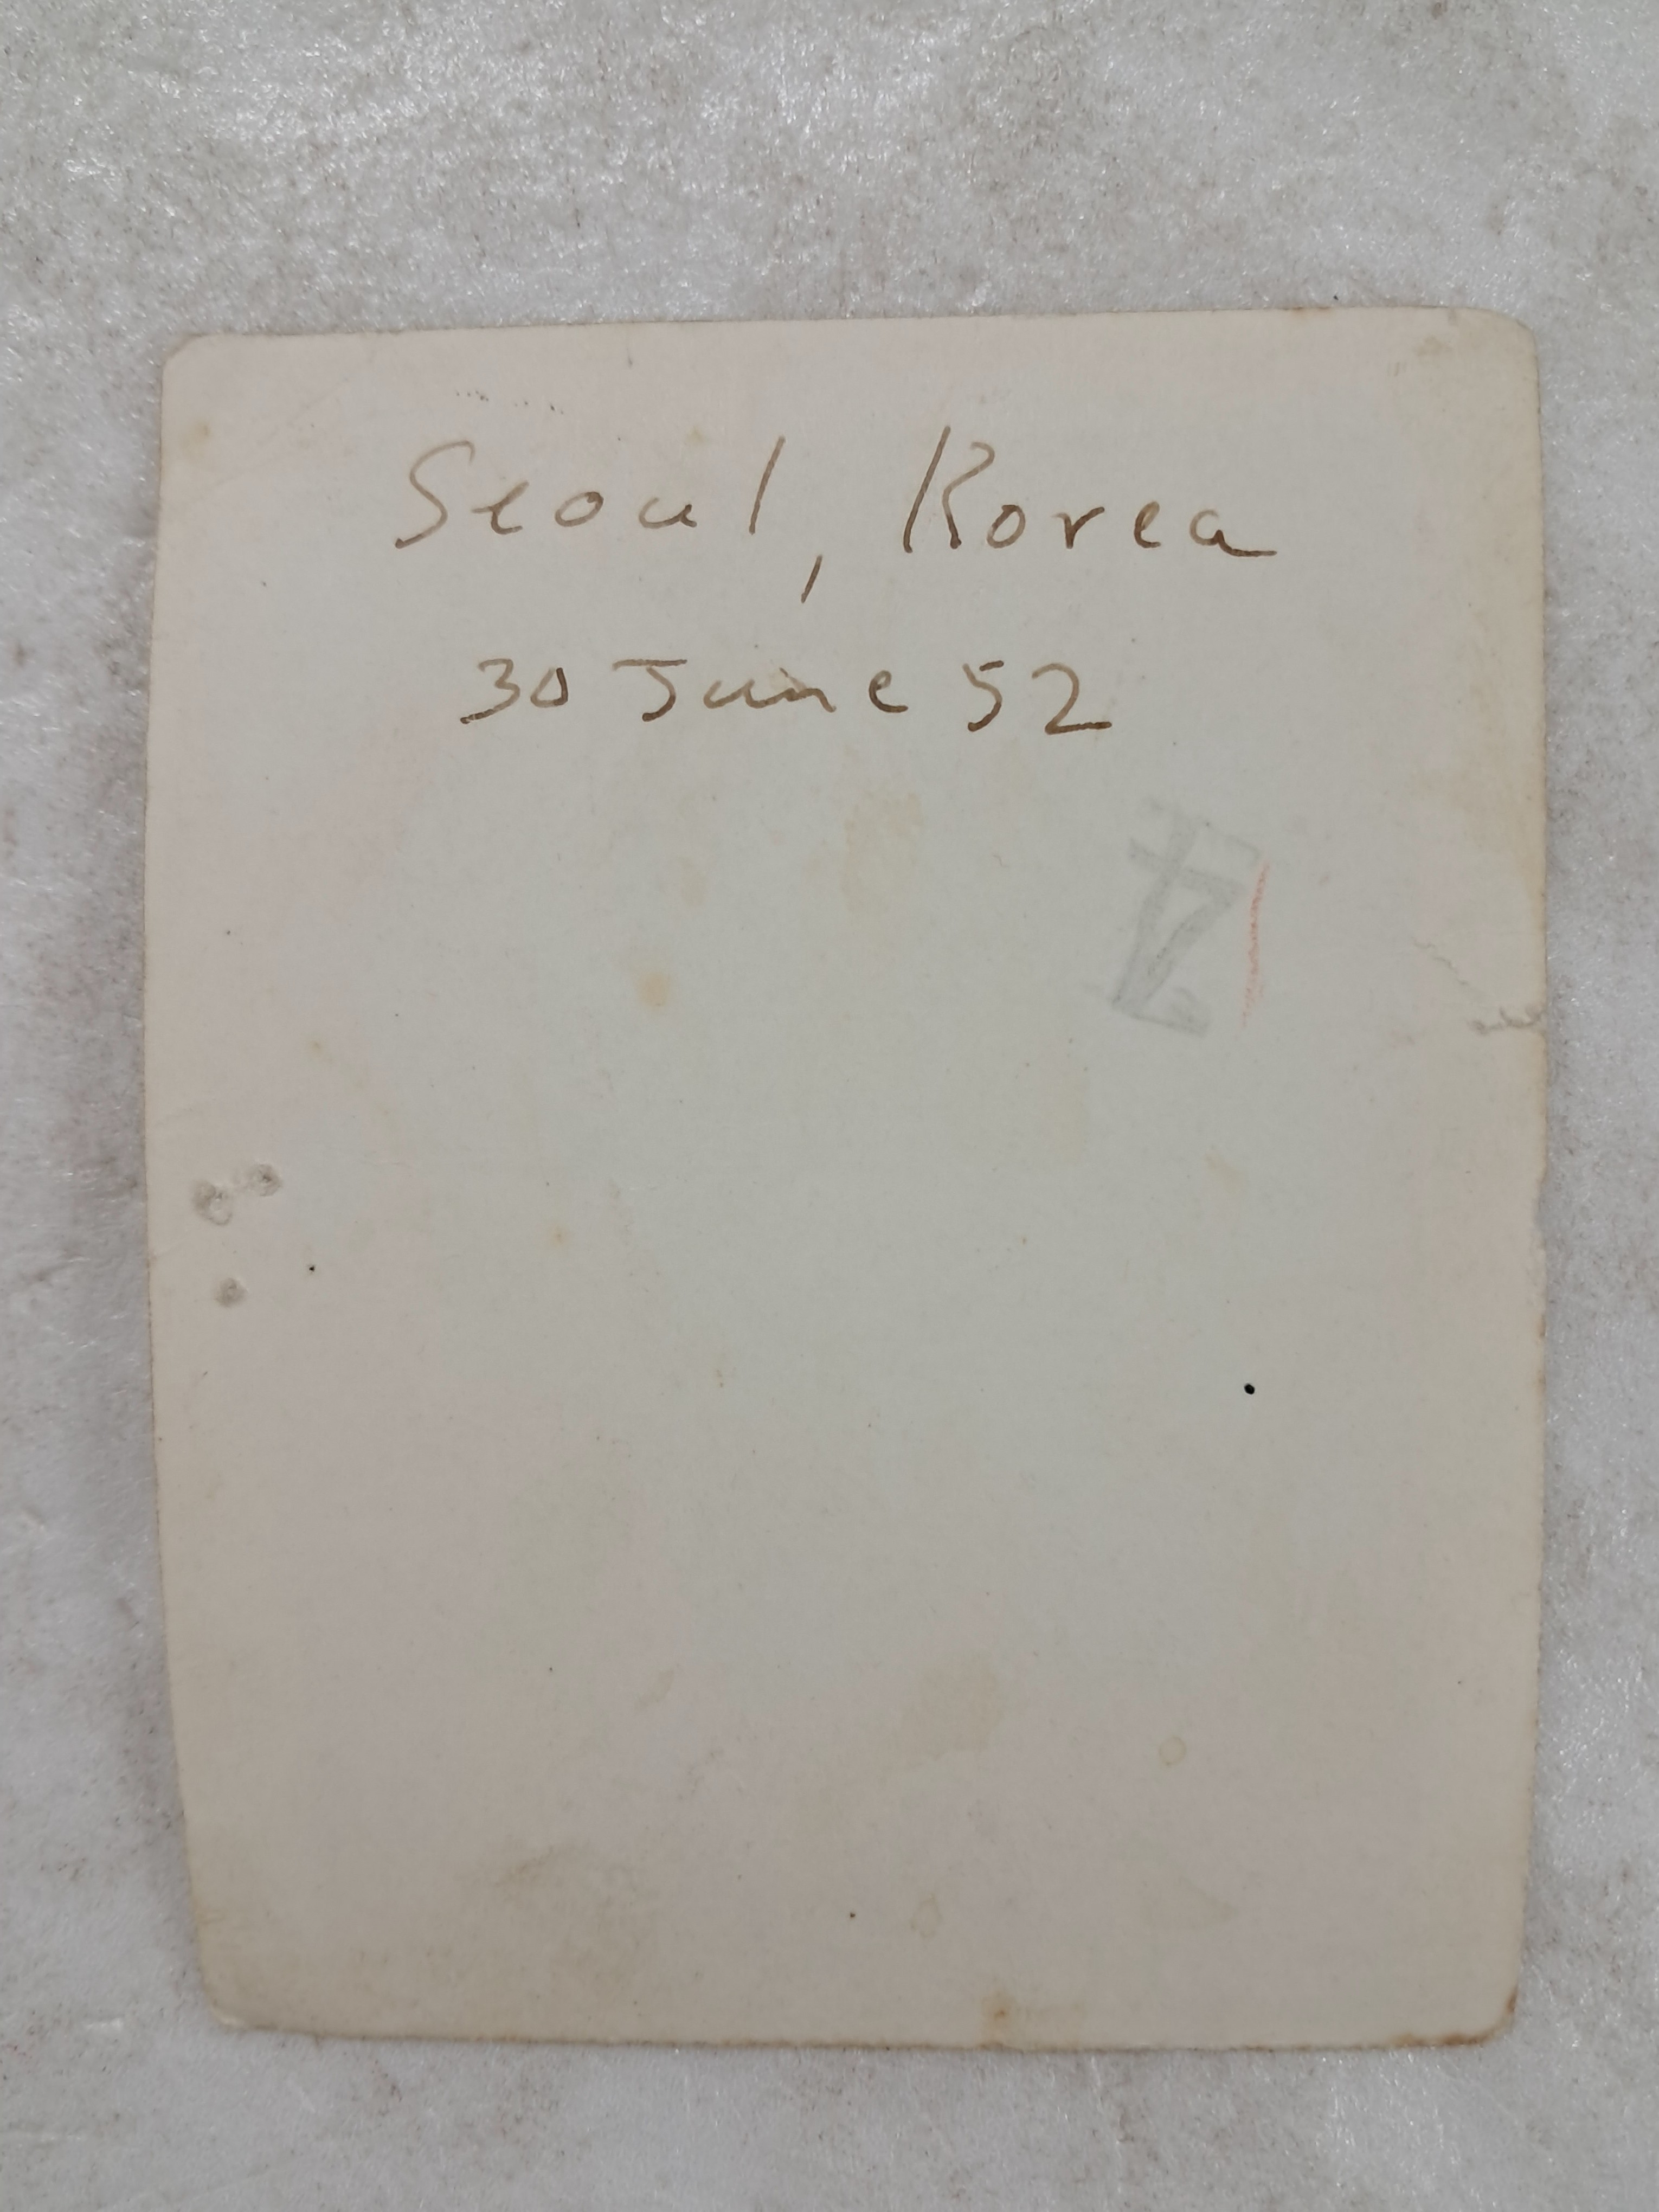 Seoul, Korea
30 June 52